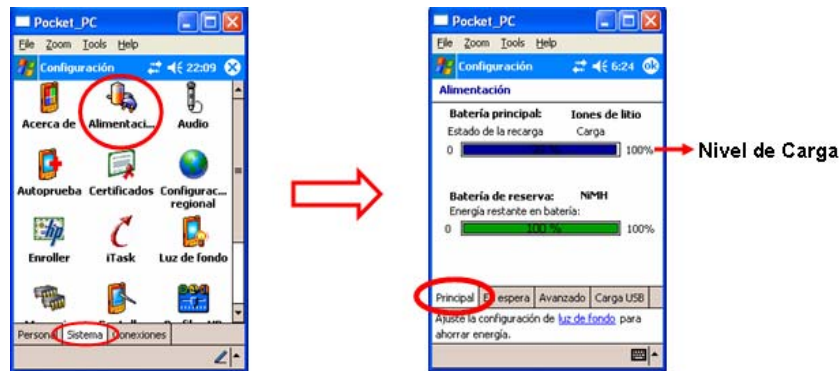 Pocket_PC
File Zoom Tools Help
Configuración 22:09
Acerca de Alimentaci... Audio
Autoprueba Certificados Configurac... regional
Enroller iTask Luz de fondo
Personal Sistema Conexiones
Pocket_PC
File Zoom Tools Help
Configuración 6:24 ok
Alimentación
Batería principal: Iones de litio
Estado de la recarga Carga
0 100%
Nivel de Carga
Batería de reserva: NiMH
Energía restante en batería:
0 100 % 100%
Principal espera Avanzado Carga USB
Ajuste la configuración de luz de fondo para
ahorrar energía.